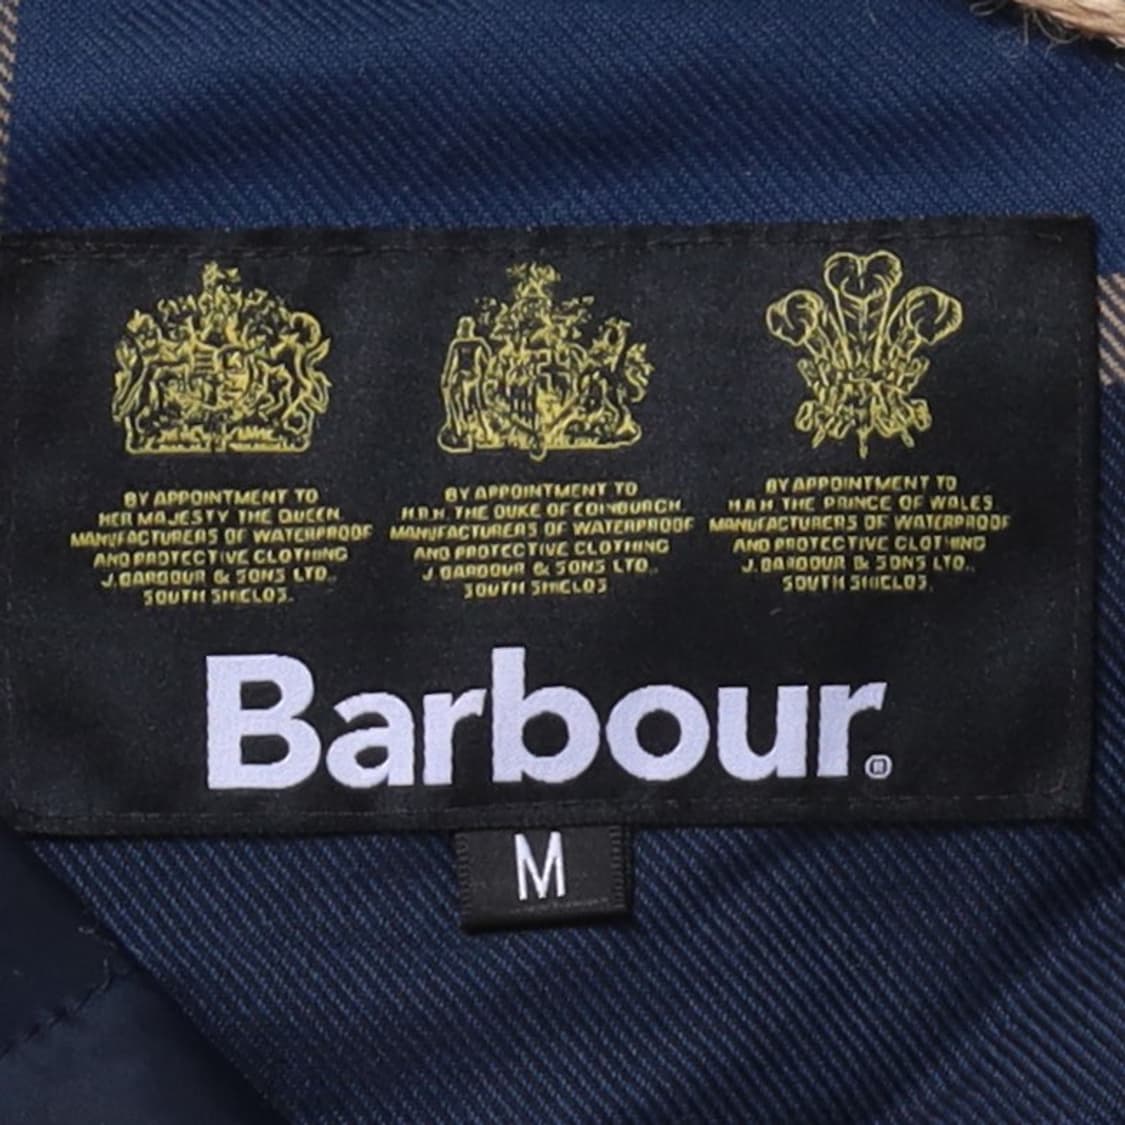 BY APPOINTMENT TO
HER MAJESTY THE QUEEN
MANUFACTURERS OF WATERPROOF
AND PROTECTIVE CLOTHING
J. BARBOUR & SONS LTD.,
SOUTH SHIELDS.
BY APPOINTMENT TO
H.R.H. THE DUKE OF EDINBURGH
MANUFACTURERS OF WATERPROOF
AND PROTECTIVE CLOTHING
J. BARBOUR & SONS LTD.,
SOUTH SHIELDS
BY APPOINTMENT TO
H.R.H. THE PRINCE OF WALES
MANUFACTURERS OF WATERPROOF
AND PROTECTIVE CLOTHING
J. BARBOUR & SONS LTD.,
SOUTH SHIELDS.
Barbour.®
M